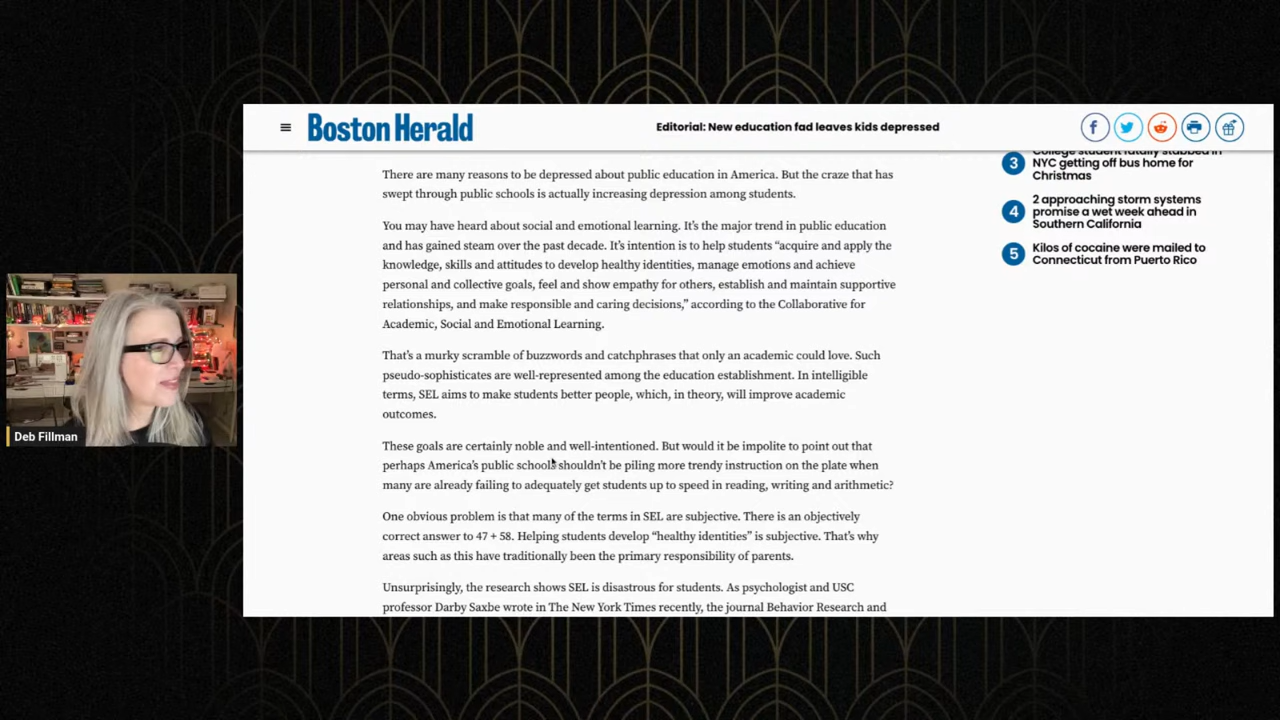 Boston Herald
Editorial: New education fad leaves kids depressed
There are many reasons to be depressed about public education in America. But the craze that has
swept through public schools is actually increasing depression among students.
You may have heard about social and emotional learning. It's the major trend in public education
and has gained steam over the past decade. It's intention is to help students “acquire and apply the
knowledge, skills and attitudes to develop healthy identities, manage emotions and achieve
personal and collective goals, feel and show empathy for others, establish and maintain supportive
relationships, and make responsible and caring decisions,” according to the Collaborative for
Academic, Social and Emotional Learning.
That's a murky scramble of buzzwords and catchphrases that only an academic could love. Such
pseudo-sophisticates are well-represented among the education establishment. In intelligible
terms, SEL aims to make students better people, which, in theory, will improve academic
outcomes.
These goals are certainly noble and well-intentioned. But would it be impolite to point out that
perhaps America's public schools shouldn't be piling more trendy instruction on the plate when
many are already failing to adequately get students up to speed in reading, writing and arithmetic?
One obvious problem is that many of the terms in SEL are subjective. There is an objectively
correct answer to 47 + 58. Helping students develop “healthy identities” is subjective. That's why
areas such as this have traditionally been the primary responsibility of parents.
Unsurprisingly, the research shows SEL is disastrous for students. As psychologist and USC
professor Darby Saxbe wrote in The New York Times recently, the journal Behavior Research and
3
College student fatally stabbed in
NYC getting off bus home for
Christmas
4
2 approaching storm systems
promise a wet week ahead in
Southern California
5
Kilos of cocaine were mailed to
Connecticut from Puerto Rico
Deb Fillman